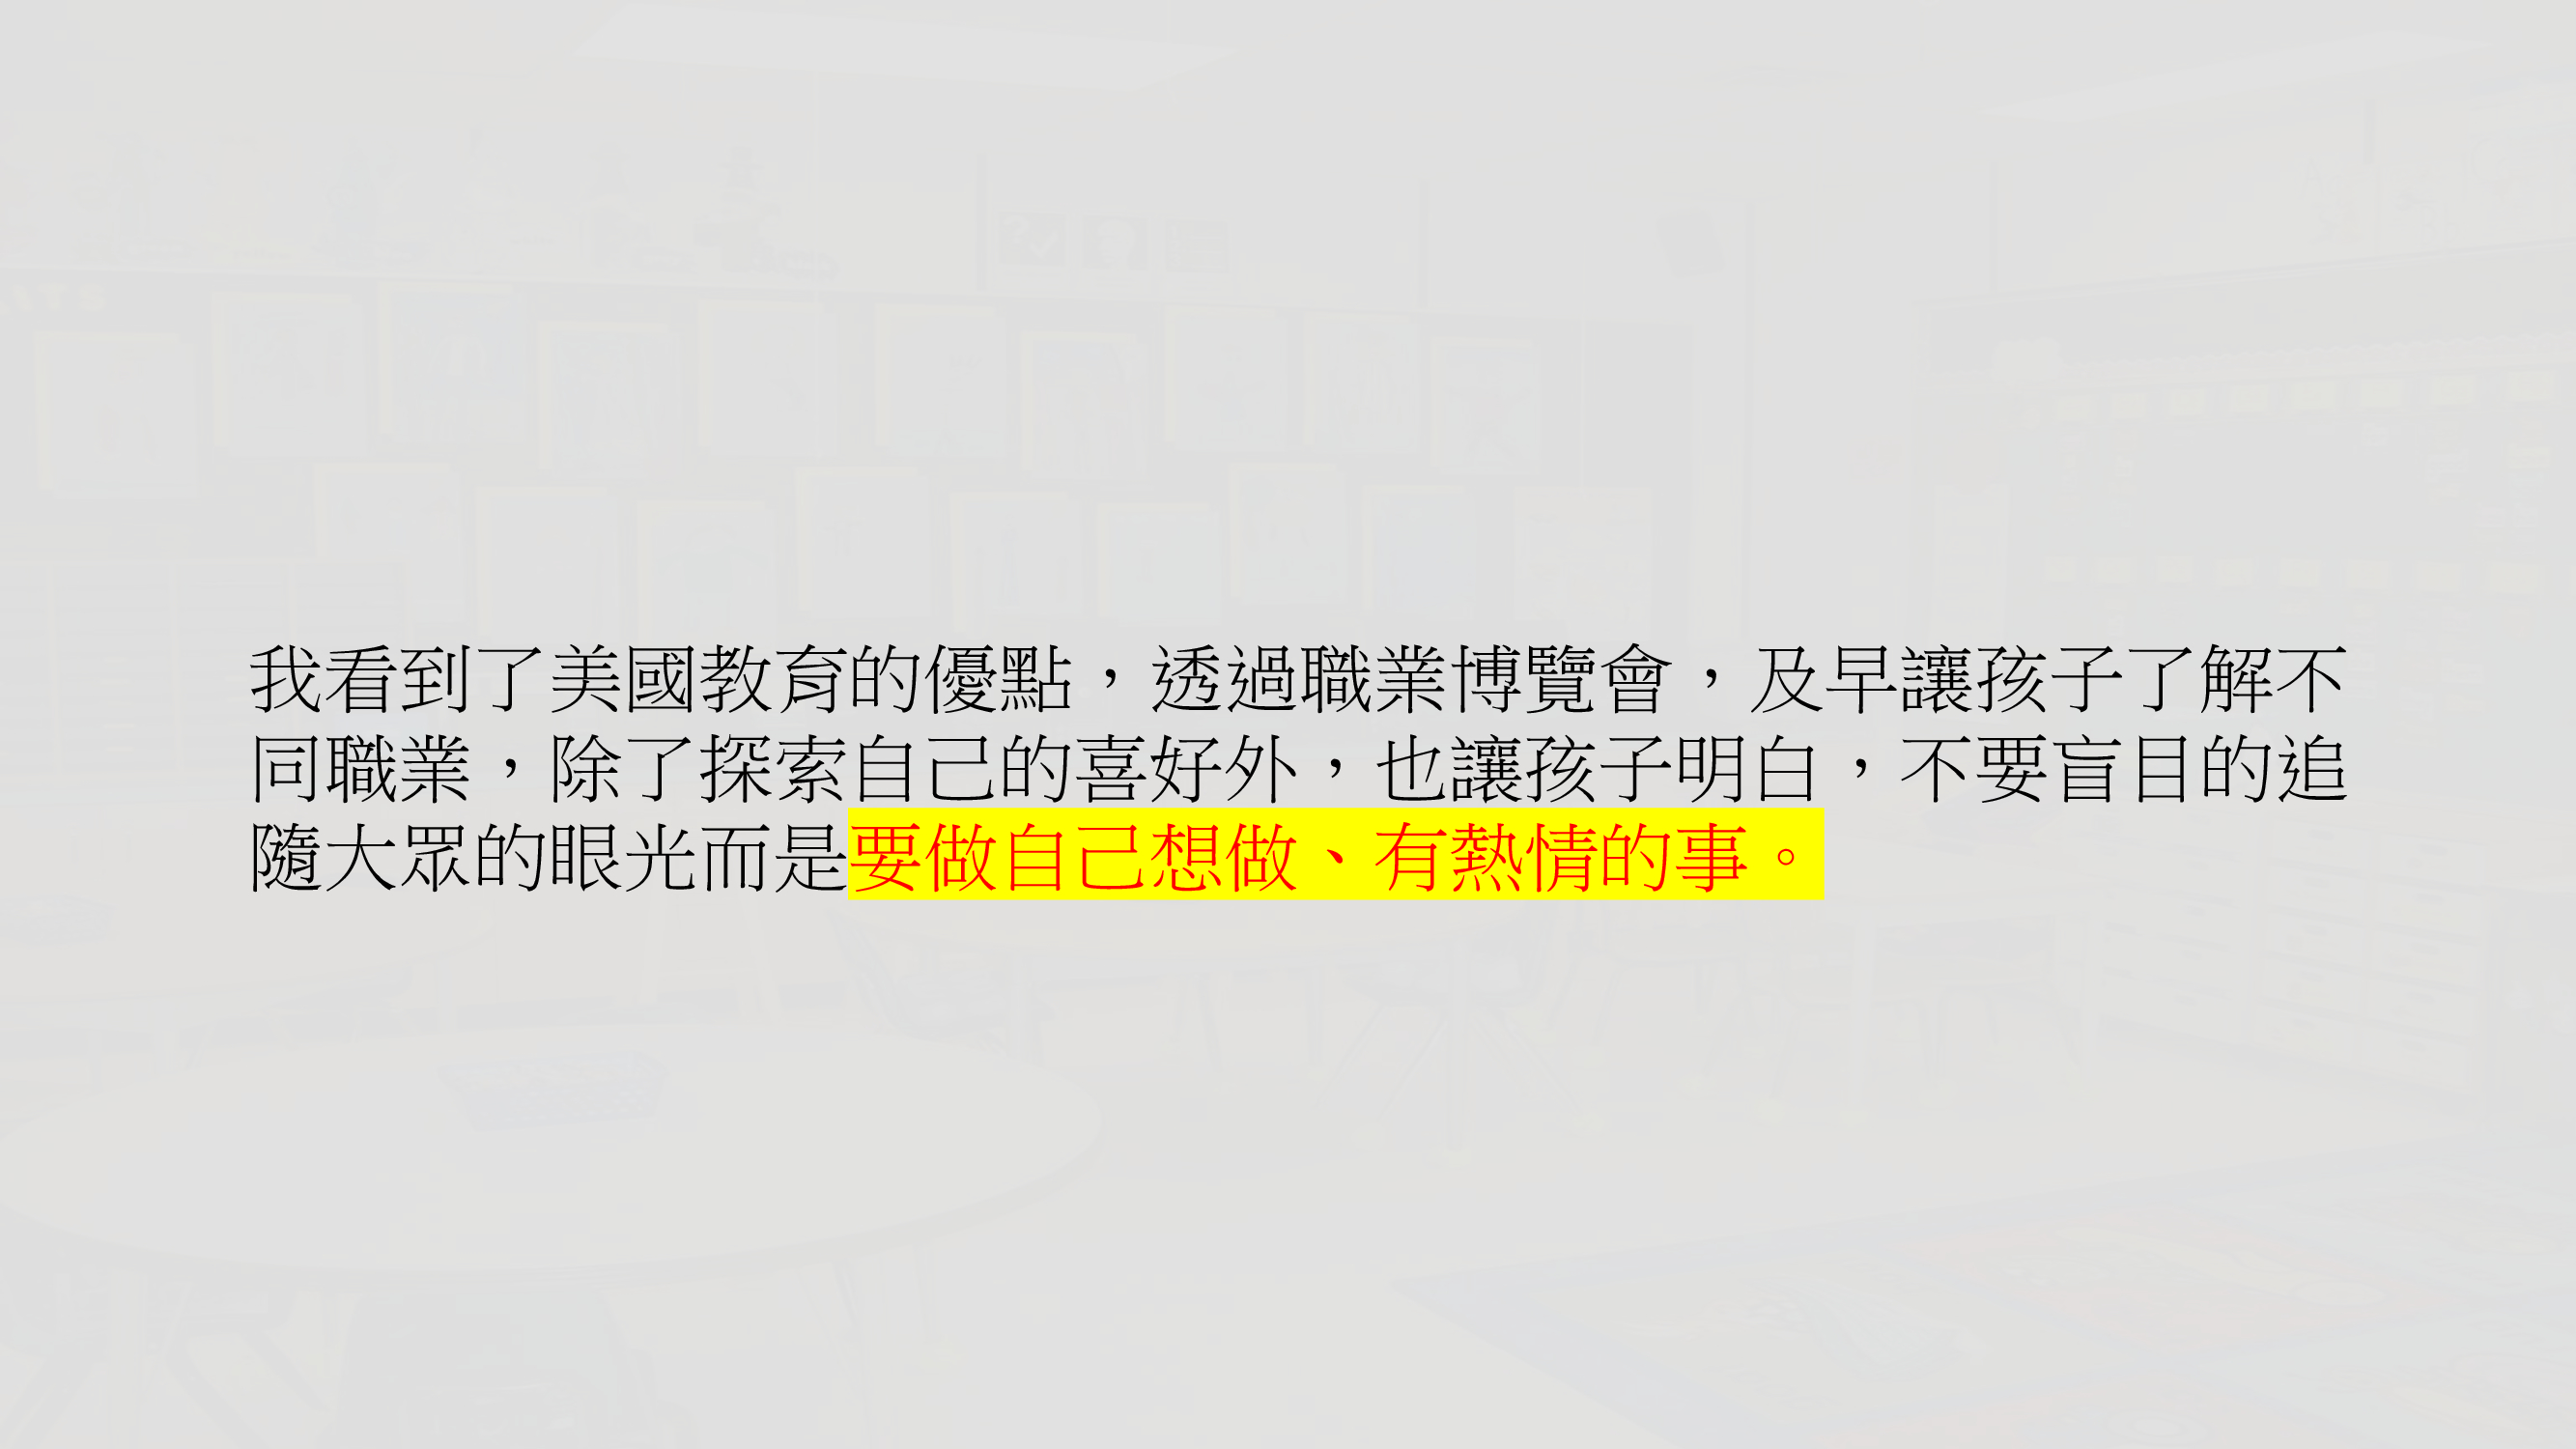 我看到了美國教育的優點，透過職業博覽會，及早讓孩子了解不
同職業，除了探索自己的喜好外，也讓孩子明白，不要盲目的追
隨大眾的眼光而是要做自己想做、有熱情的事。